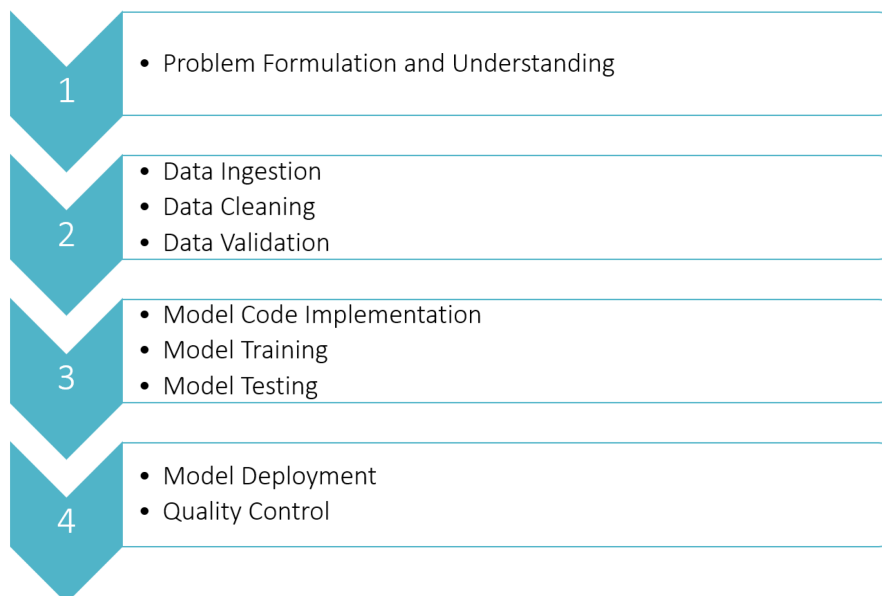 1
• Problem Formulation and Understanding
2
• Data Ingestion
• Data Cleaning
• Data Validation
3
• Model Code Implementation
• Model Training
• Model Testing
4
• Model Deployment
• Quality Control